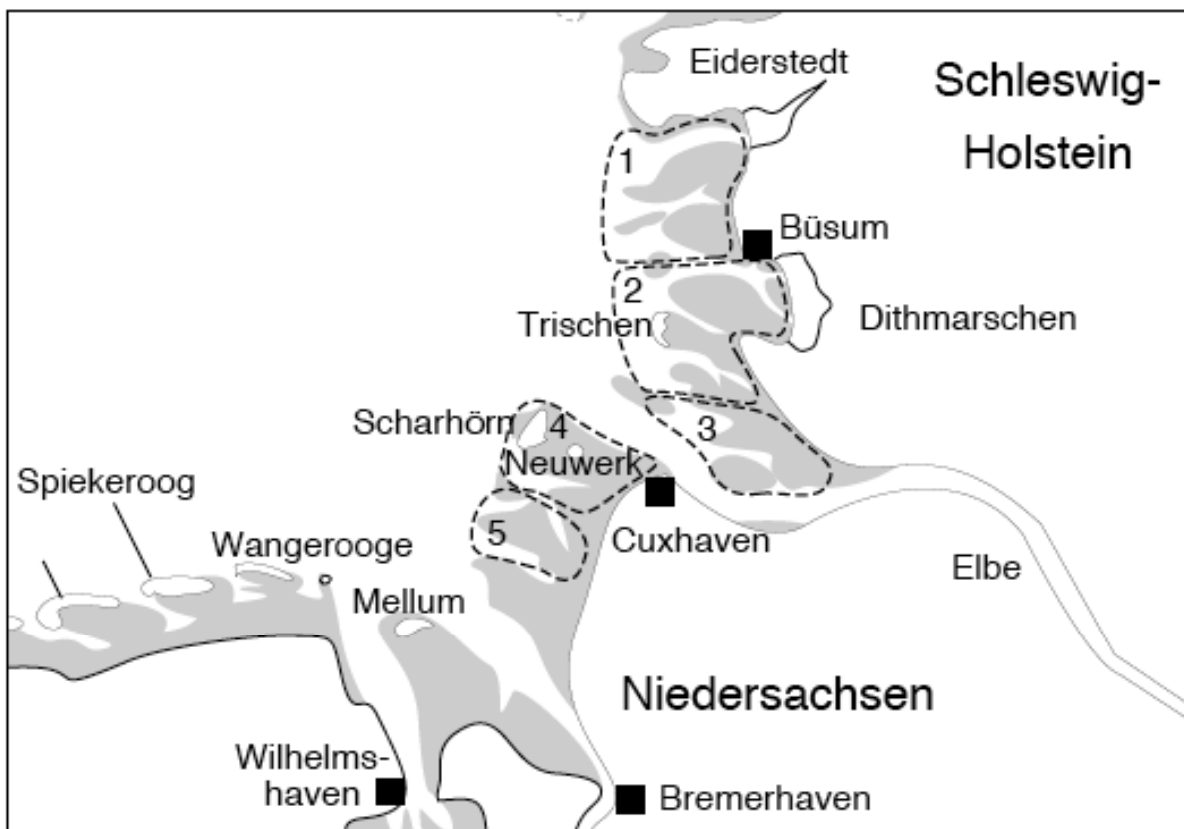 Eiderstedt
Schleswig-
Holstein
1
Büsum
2
Trischen
Dithmarschen
Scharhörn
4
3
Neuwerk
Spiekeroog
5
Cuxhaven
Wangerooge
Elbe
Mellum
Niedersachsen
Wilhelms-
haven
Bremerhaven